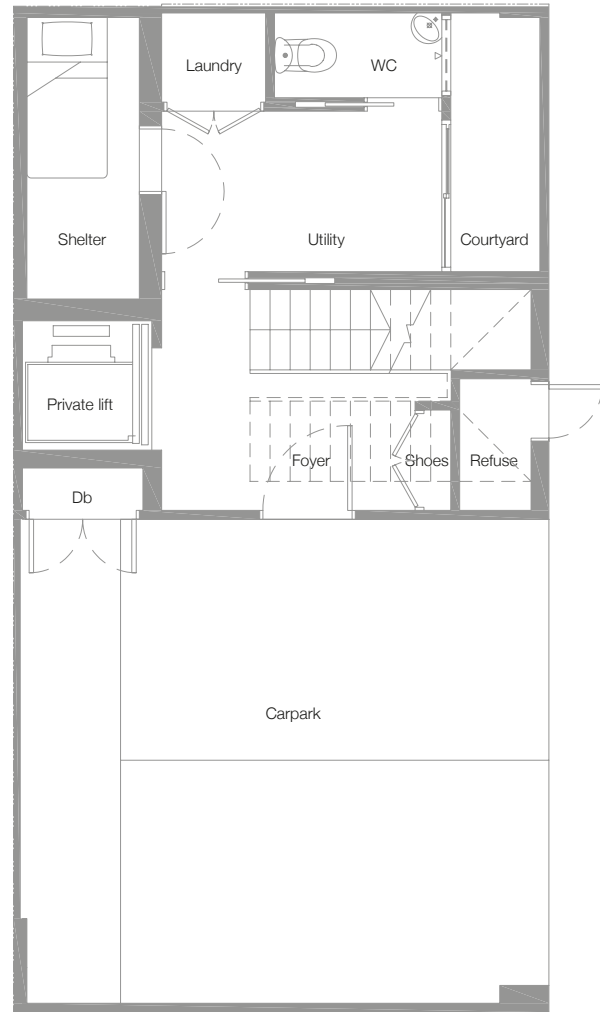 Laundry
WC
Shelter
Utility
Courtyard
Private lift
Foyer
Shoes
Refuse
Db
Carpark